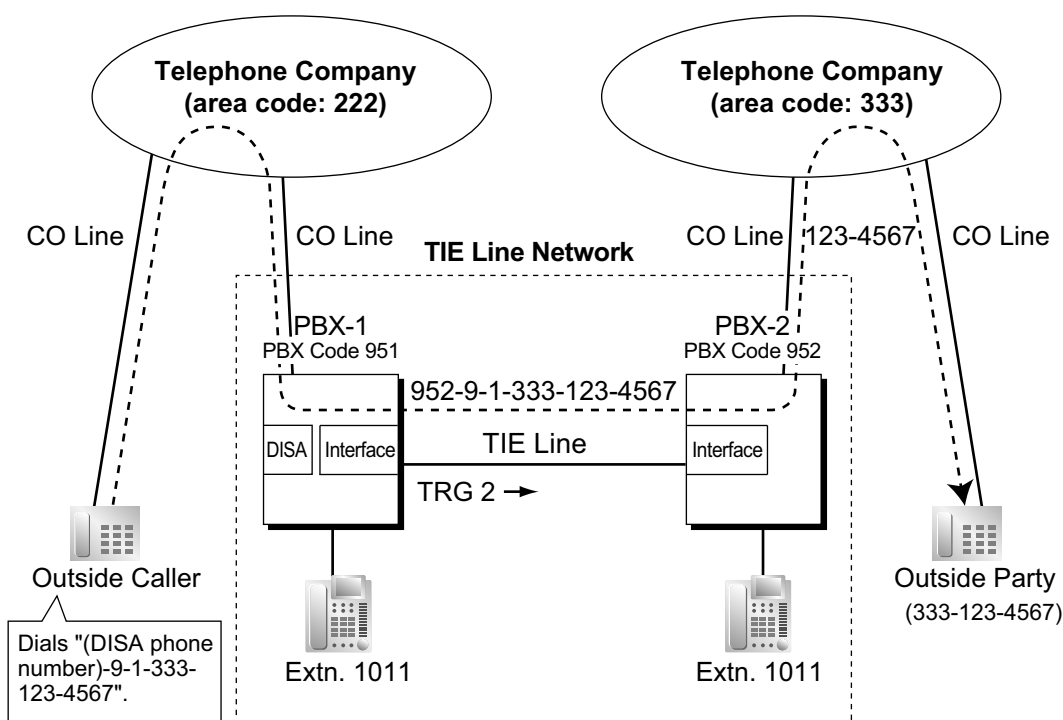 Telephone Company
(area code: 222)
Telephone Company
(area code: 333)
CO Line
CO Line
CO Line
123-4567
CO Line
TIE Line Network
PBX-1
PBX Code 951
PBX-2
PBX Code 952
952-9-1-333-123-4567
DISA
Interface
TIE Line
Interface
TRG 2
Outside Caller
Outside Party
(333-123-4567)
Dials "(DISA phone
number)-9-1-333-
123-4567".
Extn. 1011
Extn. 1011